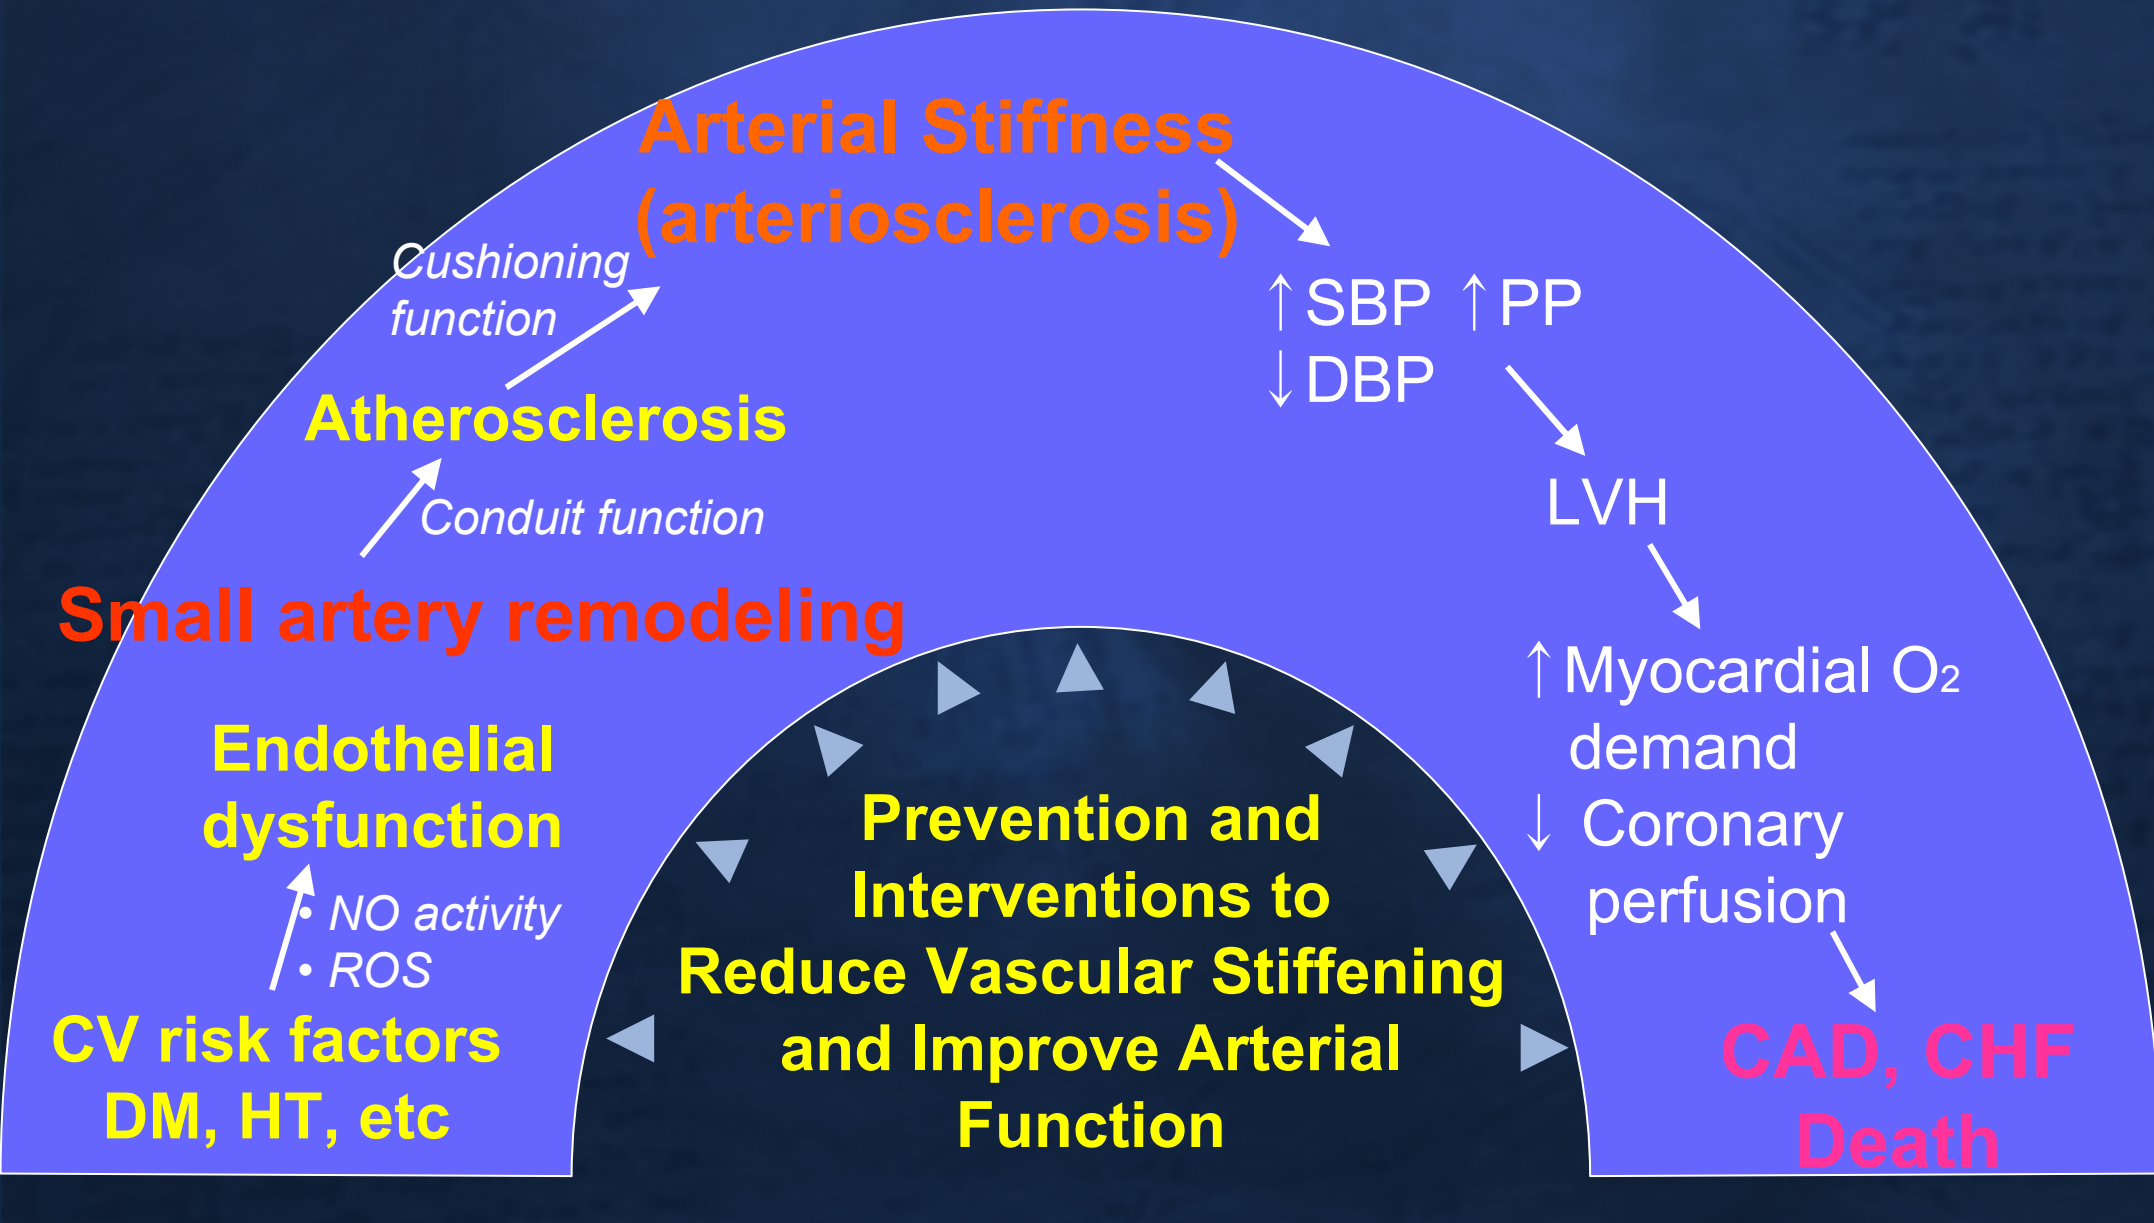 Arterial Stiffness
(arteriosclerosis)
Cushioning
function
↑SBP ↑PP
↓DBP
Atherosclerosis
Conduit function
LVH
Small artery remodeling
↑Myocardial O₂
demand
↓ Coronary
perfusion
Endothelial
dysfunction
• NO activity
• ROS
CV risk factors
DM, HT, etc
Prevention and
Interventions to
Reduce Vascular Stiffening
and Improve Arterial
Function
CAD, CHF
Death